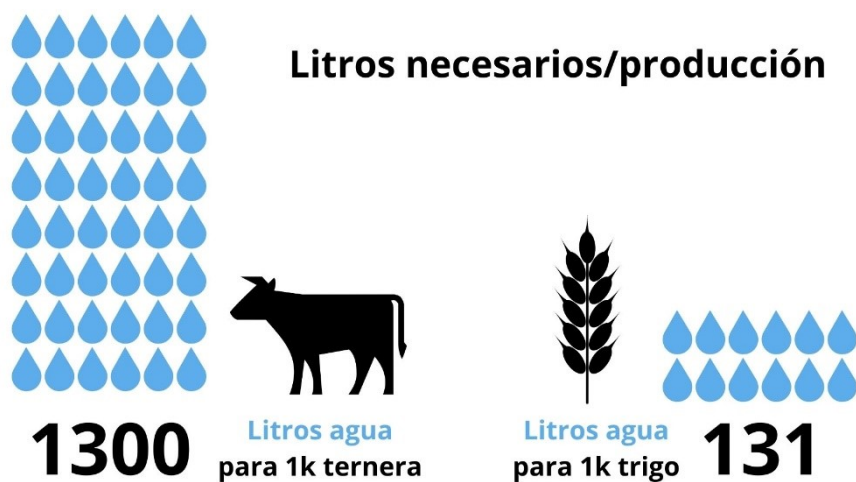 Litros necesarios/producción
1300
Litros agua
para 1k ternera
Litros agua
para 1k trigo
131